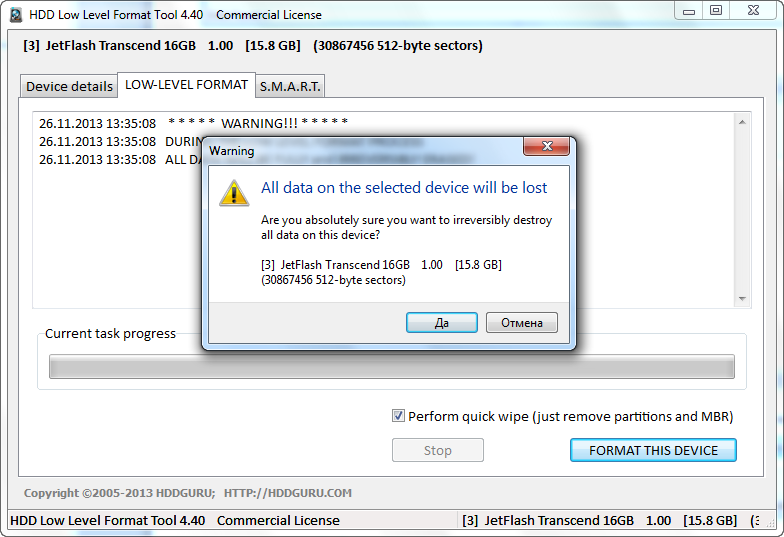 HDD Low Level Format Tool 4.40    Commercial License
[3]  JetFlash Transcend 16GB   1.00   [15.8 GB]   (30867456 512-byte sectors)
Device details
LOW-LEVEL FORMAT
S.M.A.R.T.
26.11.2013 13:35:08   * * * * *  WARNING!!! * * * * *
26.11.2013 13:35:08   DURING
26.11.2013 13:35:08   ALL
Warning
All data on the selected device will be lost
Are you absolutely sure you want to irreversibly destroy
all data on this device?
[3]  JetFlash Transcend 16GB   1.00   [15.8 GB]
(30867456 512-byte sectors)
Да
Отмена
Current task progress
Perform quick wipe (just remove partitions and MBR)
Stop
FORMAT THIS DEVICE
Copyright ©2005-2013 HDDGURU;   HTTP://HDDGURU.COM
HDD Low Level Format Tool 4.40    Commercial License
[3]  JetFlash Transcend 16GB   1.00   [15.8 GB]